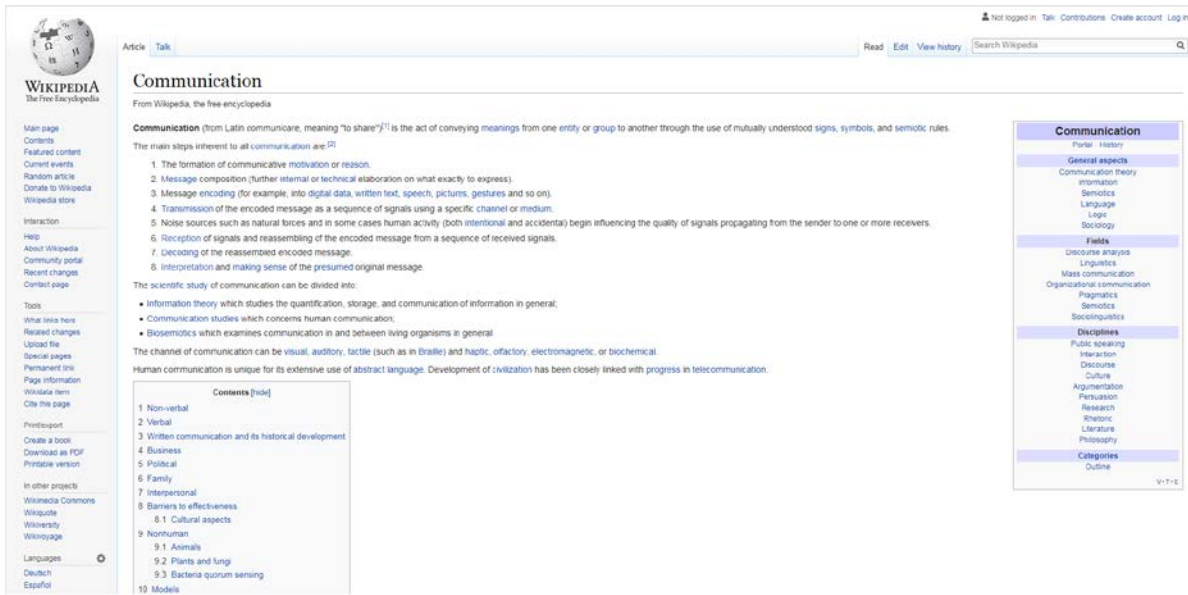 Not logged in Talk Contributions Create account Log in
WIKIPEDIA
The Free Encyclopedia
Article Talk
Read Edit View history Search Wikipedia
Main page
Contents
Featured content
Current events
Random article
Donate to Wikipedia
Wikipedia store
Interaction
Help
About Wikipedia
Community portal
Recent changes
Contact page
Tools
What links here
Related changes
Upload file
Special pages
Permanent link
Page information
Wikidata item
Cite this page
Print/export
Create a book
Download as PDF
Printable version
In other projects
Wikimedia Commons
Wikiquote
Wikiversity
Wikivoyage
Languages
Deutsch
Español
Communication
From Wikipedia, the free encyclopedia
Communication (from Latin communicare, meaning "to share")[1] is the act of conveying meanings from one entity or group to another through the use of mutually understood signs, symbols, and semiotic rules.
The main steps inherent to all communication are:[2]
1. The formation of communicative motivation or reason.
2. Message composition (further internal or technical elaboration on what exactly to express).
3. Message encoding (for example, into digital data, written text, speech, pictures, gestures and so on).
4. Transmission of the encoded message as a sequence of signals using a specific channel or medium.
5. Noise sources such as natural forces and in some cases human activity (both intentional and accidental) begin influencing the quality of signals propagating from the sender to one or more receivers.
6. Reception of signals and reassembling of the encoded message from a sequence of received signals.
7. Decoding of the reassembled encoded message.
8. Interpretation and making sense of the presumed original message.
The scientific study of communication can be divided into:
• Information theory which studies the quantification, storage, and communication of information in general;
• Communication studies which concerns human communication;
• Biosemiotics which examines communication in and between living organisms in general.
The channel of communication can be visual, auditory, tactile (such as in Braille) and haptic, olfactory, electromagnetic, or biochemical.
Human communication is unique for its extensive use of abstract language. Development of civilization has been closely linked with progress in telecommunication.
Contents [hide]
1 Non-verbal
2 Verbal
3 Written communication and its historical development
4 Business
5 Political
6 Family
7 Interpersonal
8 Barriers to effectiveness
8.1 Cultural aspects
9 Nonhuman
9.1 Animals
9.2 Plants and fungi
9.3 Bacteria quorum sensing
10 Models
Communication
Portal · History
General aspects
Communication theory
Information
Semiotics
Language
Logic
Sociology
Fields
Discourse analysis
Linguistics
Mass communication
Organizational communication
Pragmatics
Semiotics
Sociolinguistics
Disciplines
Public speaking
Interaction
Discourse
Culture
Argumentation
Persuasion
Research
Rhetoric
Literature
Philosophy
Categories
Outline
V · T · E